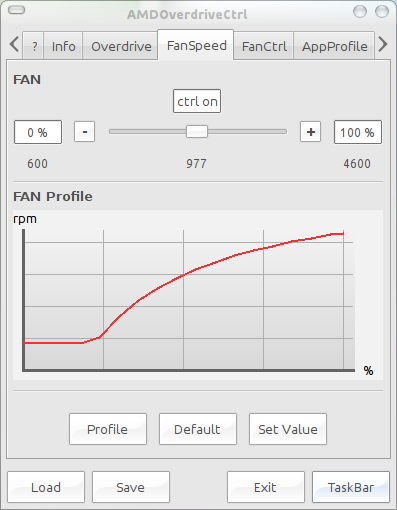 AMDOverdriveCtrl
? Info Overdrive FanSpeed FanCtrl AppProfile
FAN
ctrl on
0 % - + 100 %
600 977 4600
FAN Profile
rpm
%
Profile Default Set Value
Load Save Exit TaskBar